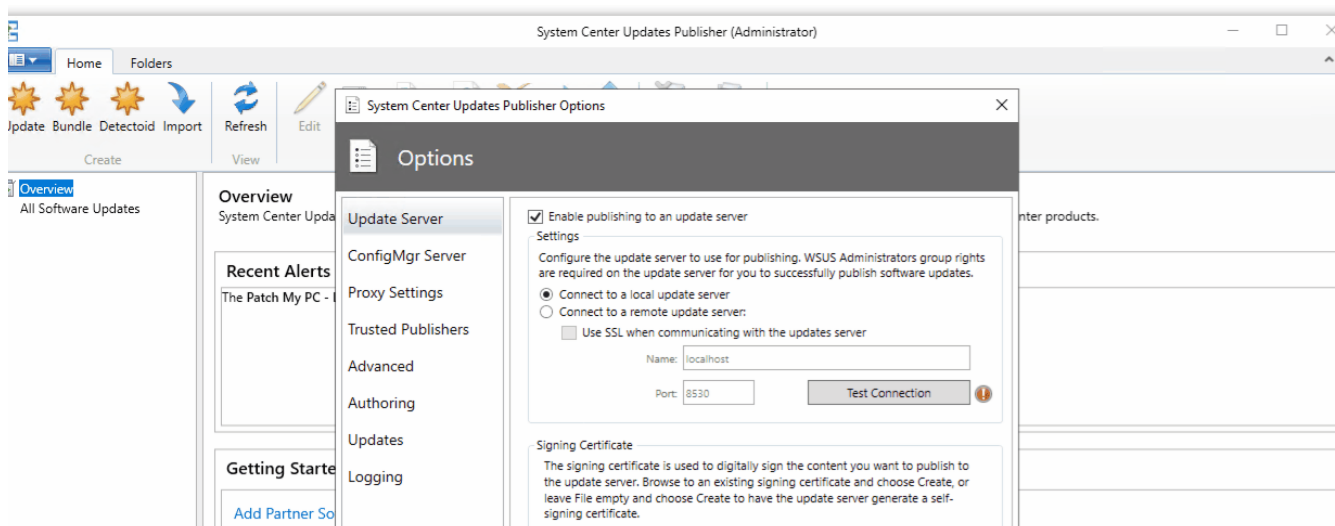 System Center Updates Publisher (Administrator)
Home Folders
Update Bundle Detectoid Import Refresh Edit
Create View
System Center Updates Publisher Options
Options
Overview
All Software Updates
Overview
System Center Upda
nter products.
Recent Alerts
The Patch My PC -
Getting Starte
Add Partner So
Update Server
ConfigMgr Server
Proxy Settings
Trusted Publishers
Advanced
Authoring
Updates
Logging
Enable publishing to an update server
Settings
Configure the update server to use for publishing. WSUS Administrators group rights
are required on the update server for you to successfully publish software updates.
Connect to a local update server
Connect to a remote update server:
Use SSL when communicating with the updates server
Name: localhost
Port: 8530 Test Connection
Signing Certificate
The signing certificate is used to digitally sign the content you want to publish to
the update server. Browse to an existing signing certificate and choose Create, or
leave File empty and choose Create to have the update server generate a self-
signing certificate.